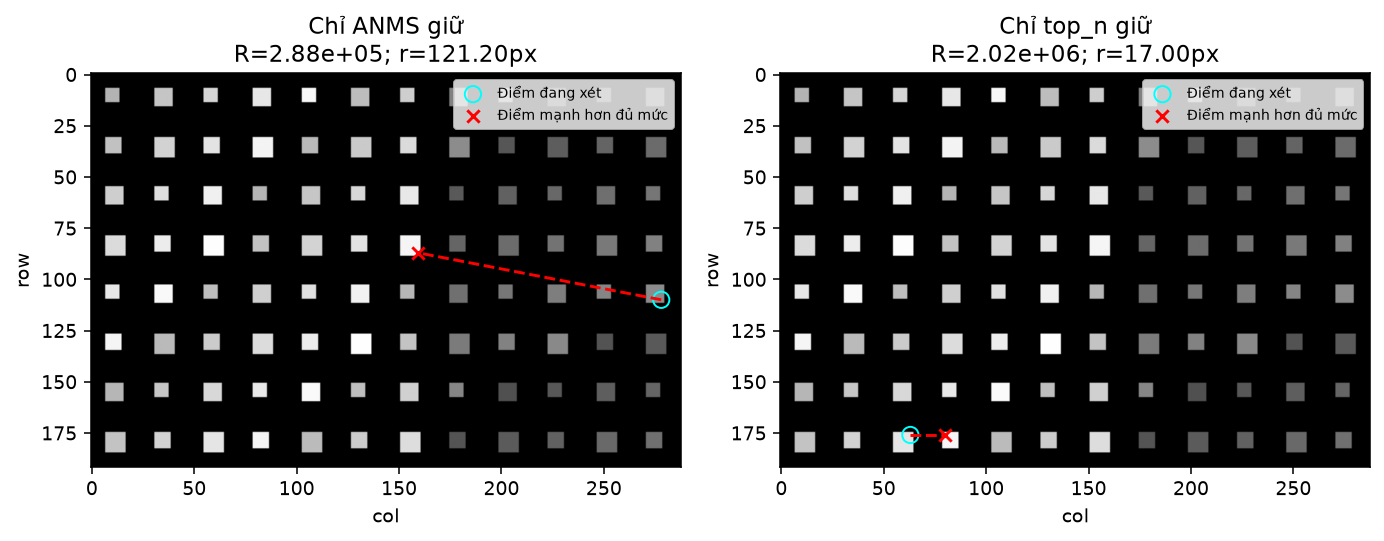 Chỉ ANMS giữ
R=2.88e+05; r=121.20px
Điểm đang xét
Điểm mạnh hơn đủ mức
0
25
50
75
100
125
150
175
row
0 50 100 150 200 250
col
Chỉ top_n giữ
R=2.02e+06; r=17.00px
Điểm đang xét
Điểm mạnh hơn đủ mức
0
25
50
75
100
125
150
175
row
0 50 100 150 200 250
col